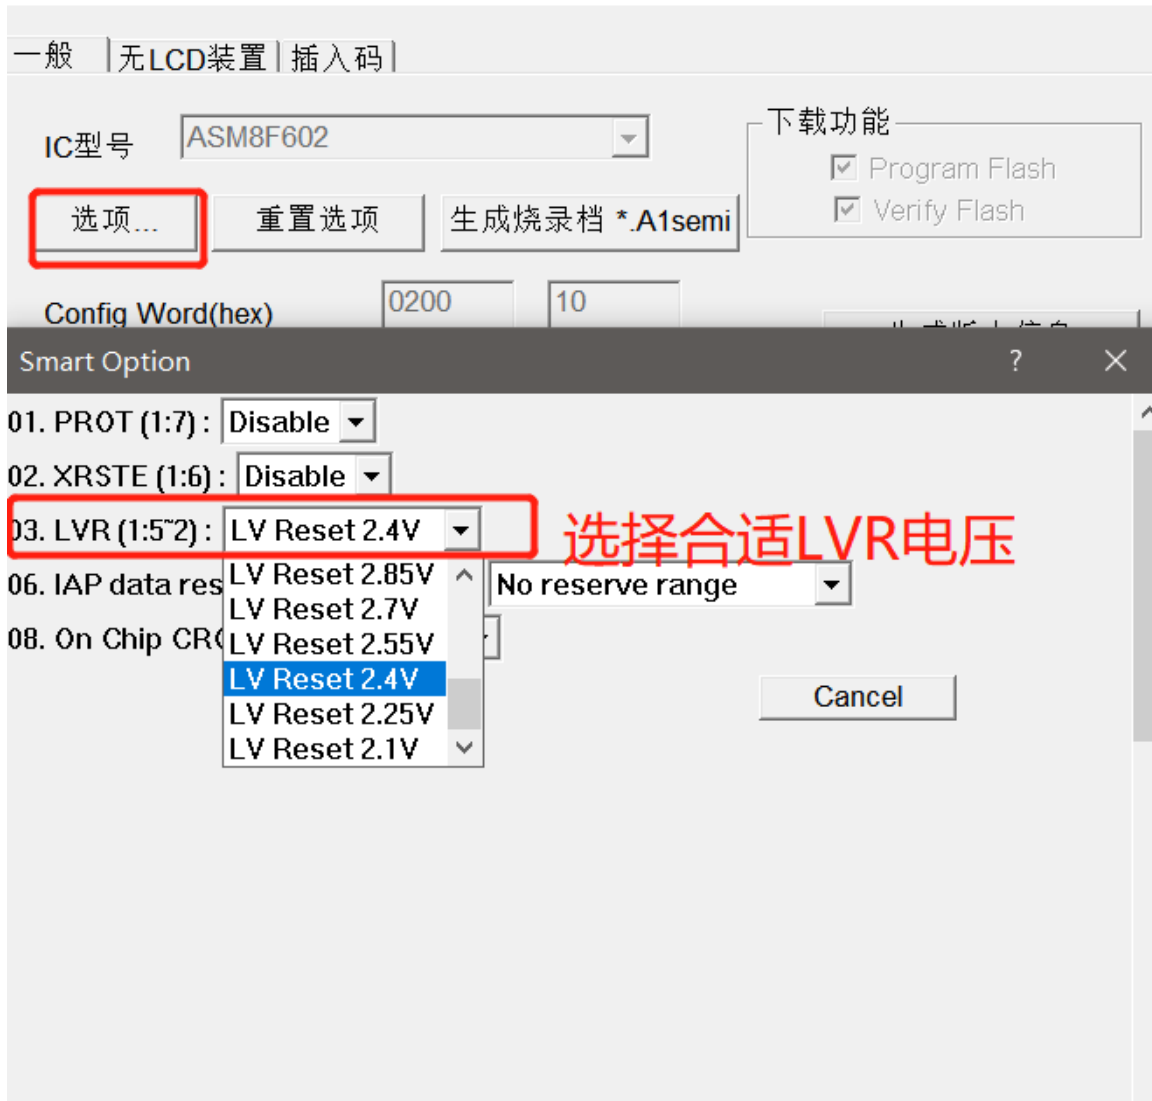 一般 无LCD装置 插入码
IC型号 ASM8F602
下载功能
Program Flash
Verify Flash
选项... 重置选项 生成烧录档 *.A1semi
Config Word(hex) 0200 10
Smart Option ? ×
01. PROT (1:7) : Disable
02. XRSTE (1:6) : Disable
03. LVR (1:5~2) : LV Reset 2.4V 选择合适LVR电压
LV Reset 2.85V
06. IAP data res No reserve range
LV Reset 2.7V
08. On Chip CRC LV Reset 2.55V
LV Reset 2.4V
LV Reset 2.25V
LV Reset 2.1V
Cancel